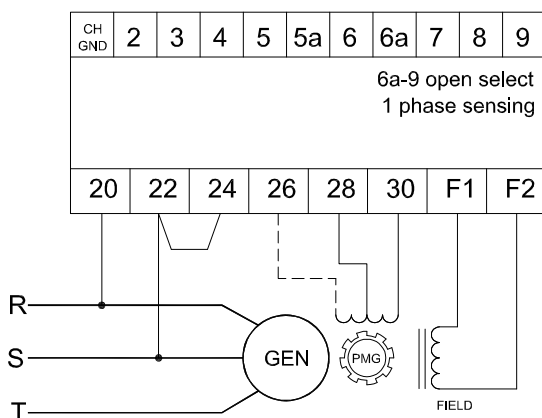 CH
GND 2 3 4 5 5a 6 6a 7 8 9
6a-9 open select
1 phase sensing
20 22 24 26 28 30 F1 F2
R
S
GEN
PMG
T
FIELD